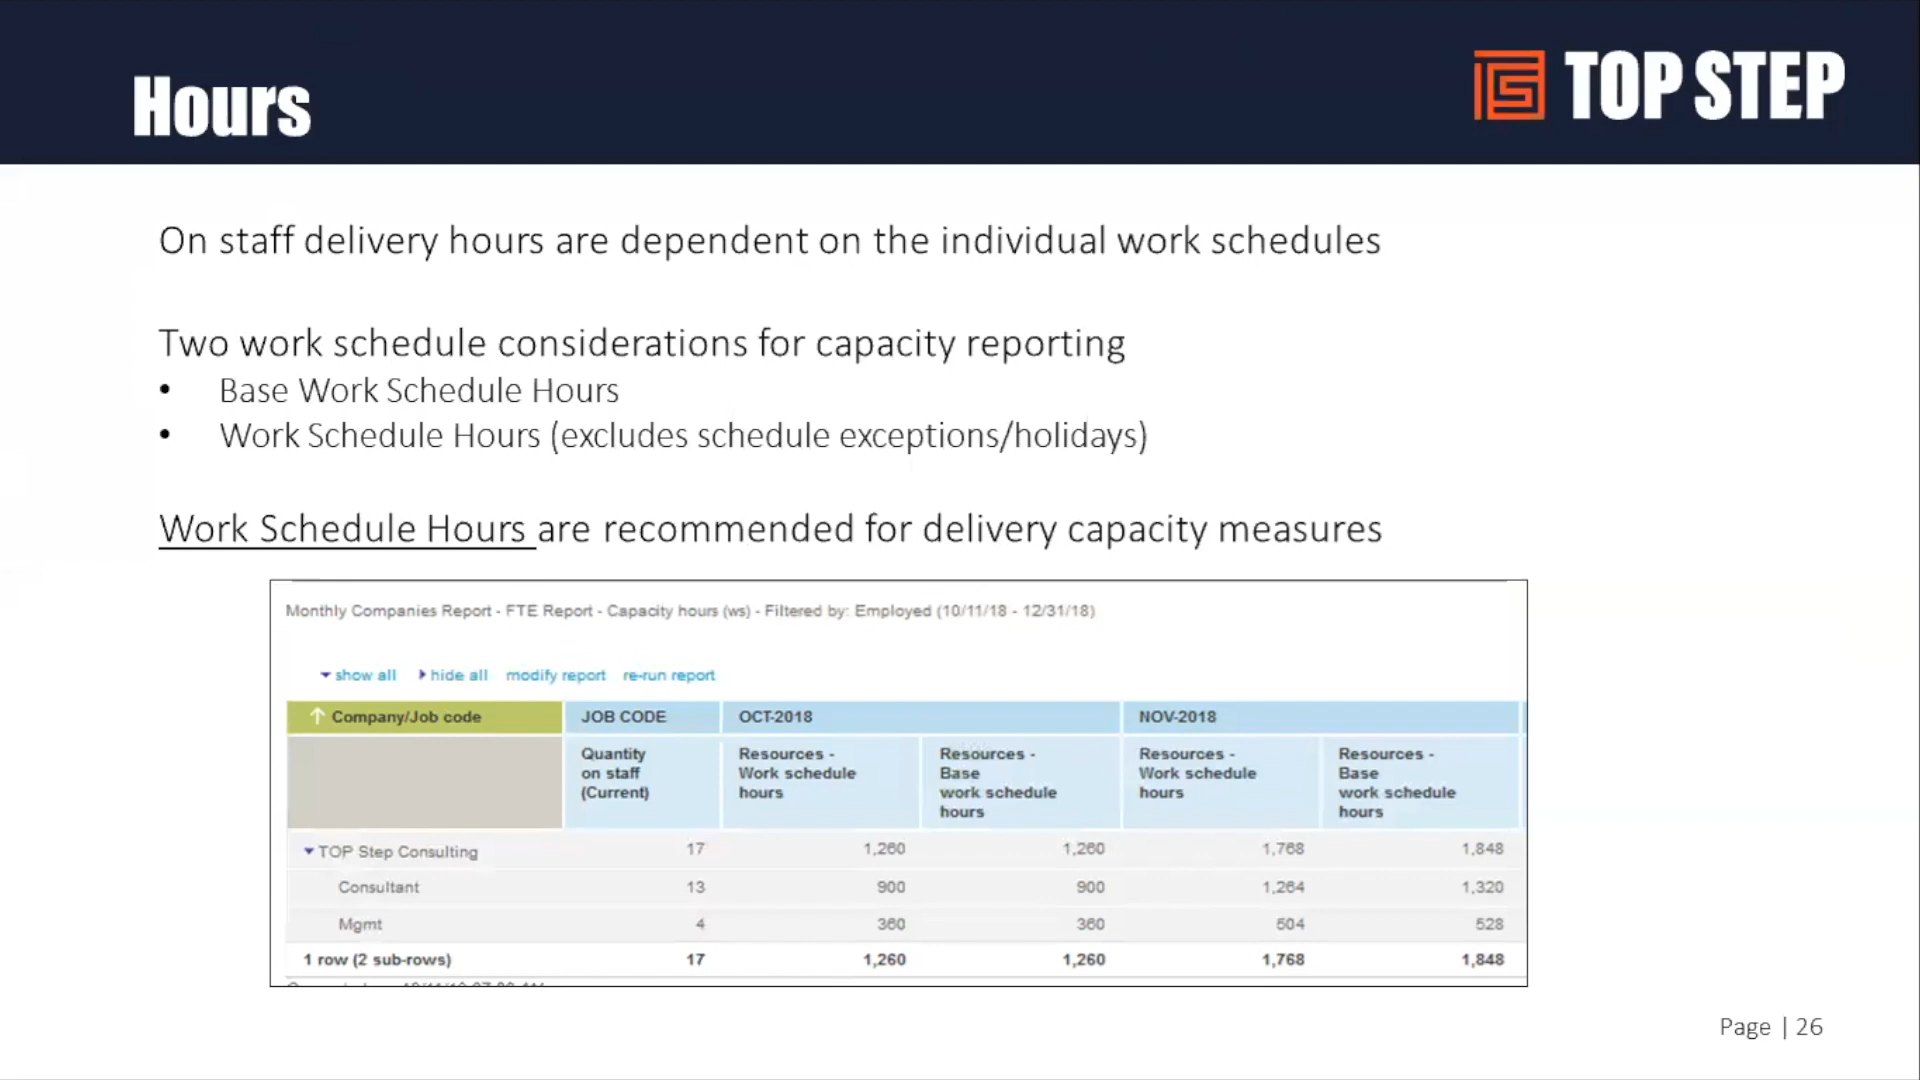 Hours
TOP STEP
On staff delivery hours are dependent on the individual work schedules
Two work schedule considerations for capacity reporting
• Base Work Schedule Hours
• Work Schedule Hours (excludes schedule exceptions/holidays)
Work Schedule Hours are recommended for delivery capacity measures
Monthly Companies Report - FTE Report - Capacity hours (ws) - Filtered by: Employed (10/11/18 - 12/31/18)
show all hide all modify report re-run report
Company/Job code JOB CODE OCT-2018 NOV-2018
Quantity on staff (Current) Resources - Work schedule hours Resources - Base work schedule hours Resources - Work schedule hours Resources - Base work schedule hours
TOP Step Consulting 17 1,260 1,260 1,768 1,848
Consultant 13 900 900 1,264 1,320
Mgmt 4 360 360 504 528
1 row (2 sub-rows) 17 1,260 1,260 1,768 1,848
Page | 26